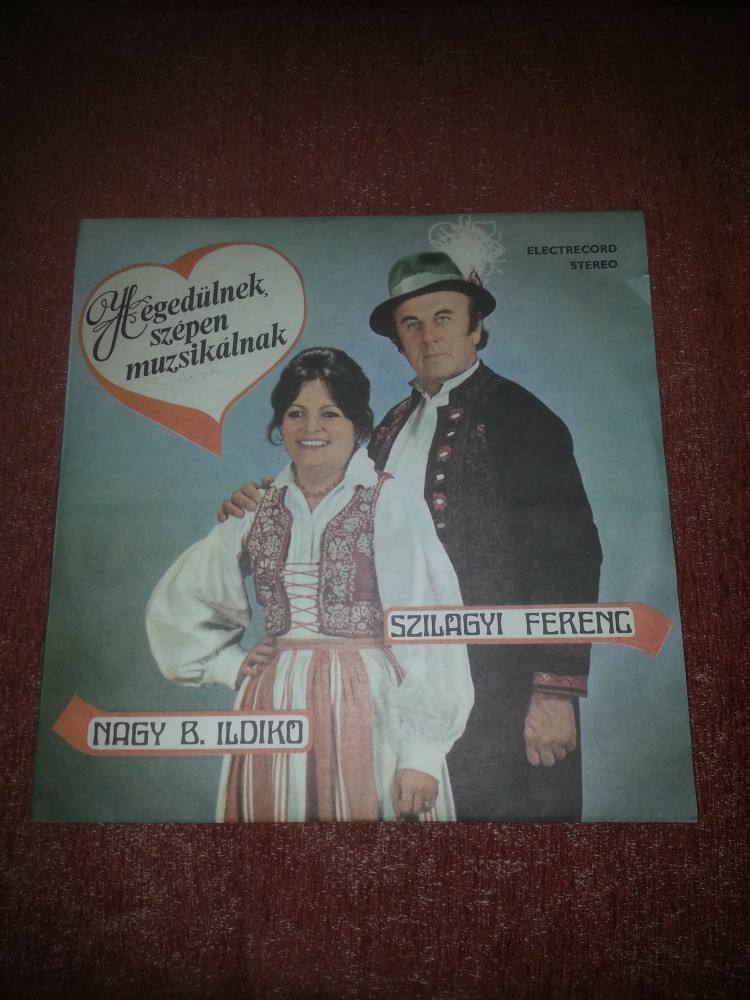 Hegedülnek,
szépen
muzsikálnak
ELECTRECORD
STEREO
SZILAGYI FERENC
NAGY B. ILDIKO